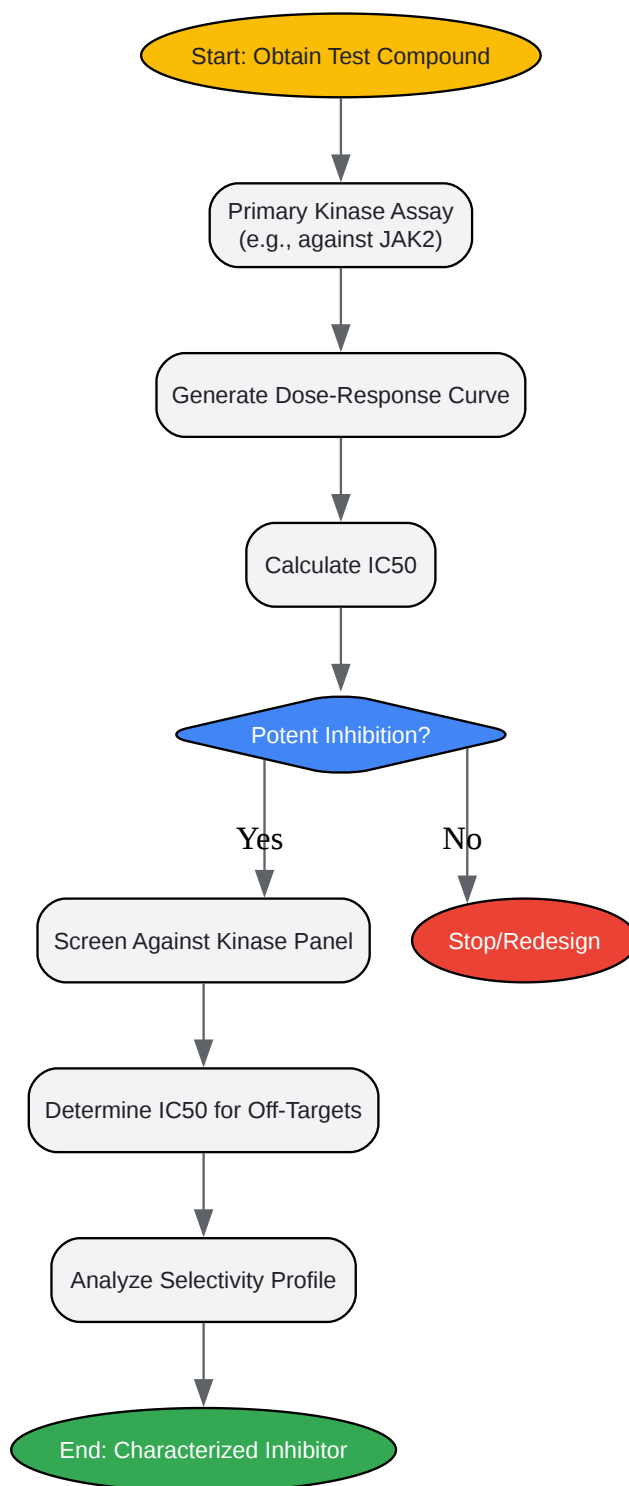 Start: Obtain Test Compound
Primary Kinase Assay
(e.g., against JAK2)
Generate Dose-Response Curve
Calculate IC50
Potent Inhibition?
Yes
No
Screen Against Kinase Panel
Stop/Redesign
Determine IC50 for Off-Targets
Analyze Selectivity Profile
End: Characterized Inhibitor